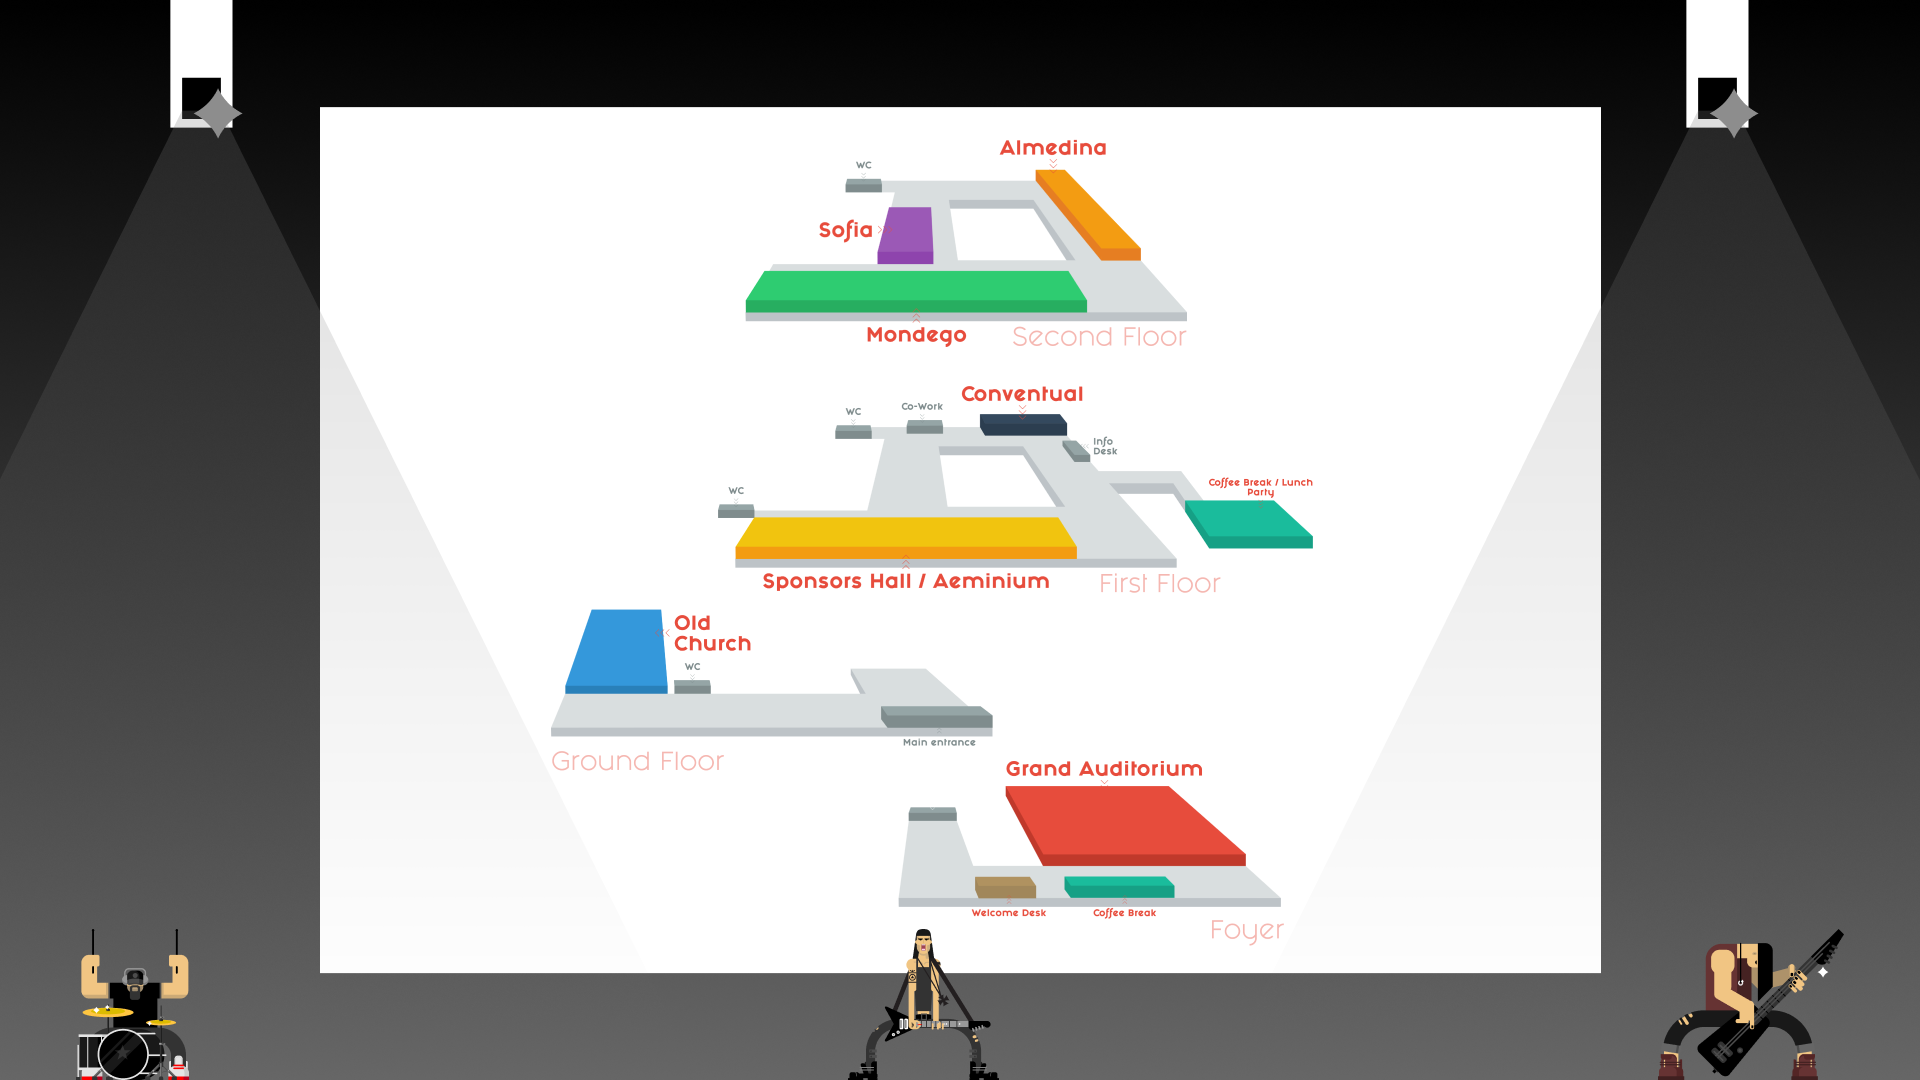 Almedina
WC
Sofia
Mondego
Second Floor
Conventual
Co-Work
WC
Info
Desk
Coffee Break / Lunch
Party
WC
Sponsors Hall / Aeminium
First Floor
Old
Church
WC
Main entrance
Ground Floor
Grand Auditorium
Welcome Desk
Coffee Break
Foyer